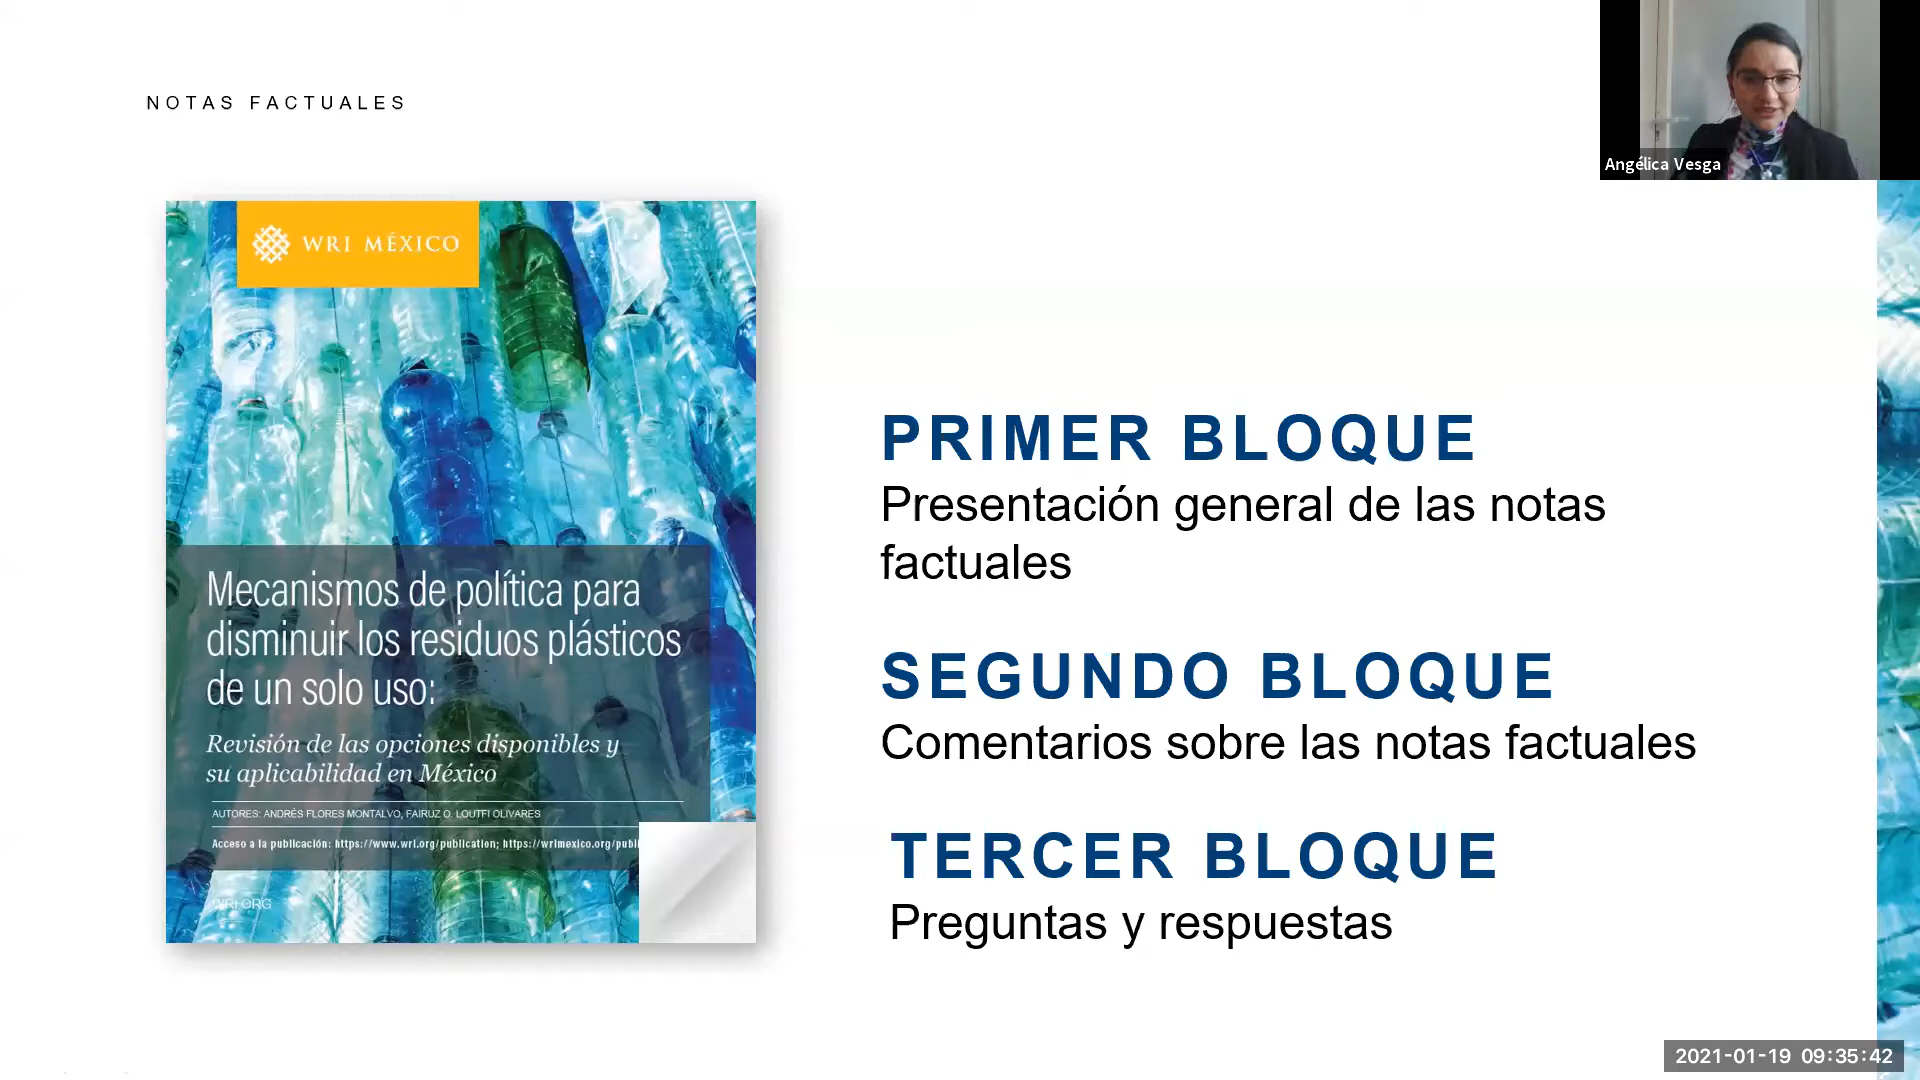 NOTAS FACTUALES
Angélica Vesga
WRI MÉXICO
Mecanismos de política para
disminuir los residuos plásticos
de un solo uso:
Revisión de las opciones disponibles y
su aplicabilidad en México
AUTORES: ANDRÉS FLORES MONTALVO, FAIRUZ O. LOUTFI OLIVARES
Acceso a la publicación: https://www.wri.org/publication; https://wrimexico.org/publi
WRI.ORG
PRIMER BLOQUE
Presentación general de las notas
factuales
SEGUNDO BLOQUE
Comentarios sobre las notas factuales
TERCER BLOQUE
Preguntas y respuestas
2021-01-19 09:35:42